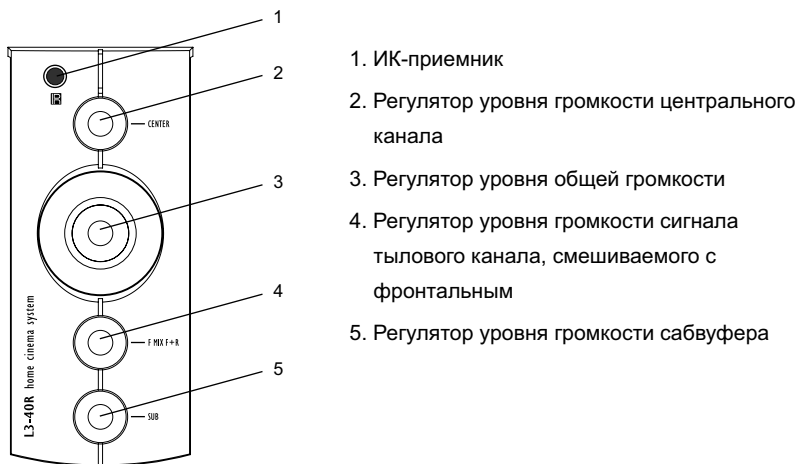 1
2
3
4
5
IR
CENTER
F MIX F+R
SUB
L3-40R home cinema system
1. ИК-приемник
2. Регулятор уровня громкости центрального
канала
3. Регулятор уровня общей громкости
4. Регулятор уровня громкости сигнала
тылового канала, смешиваемого с
фронтальным
5. Регулятор уровня громкости сабвуфера